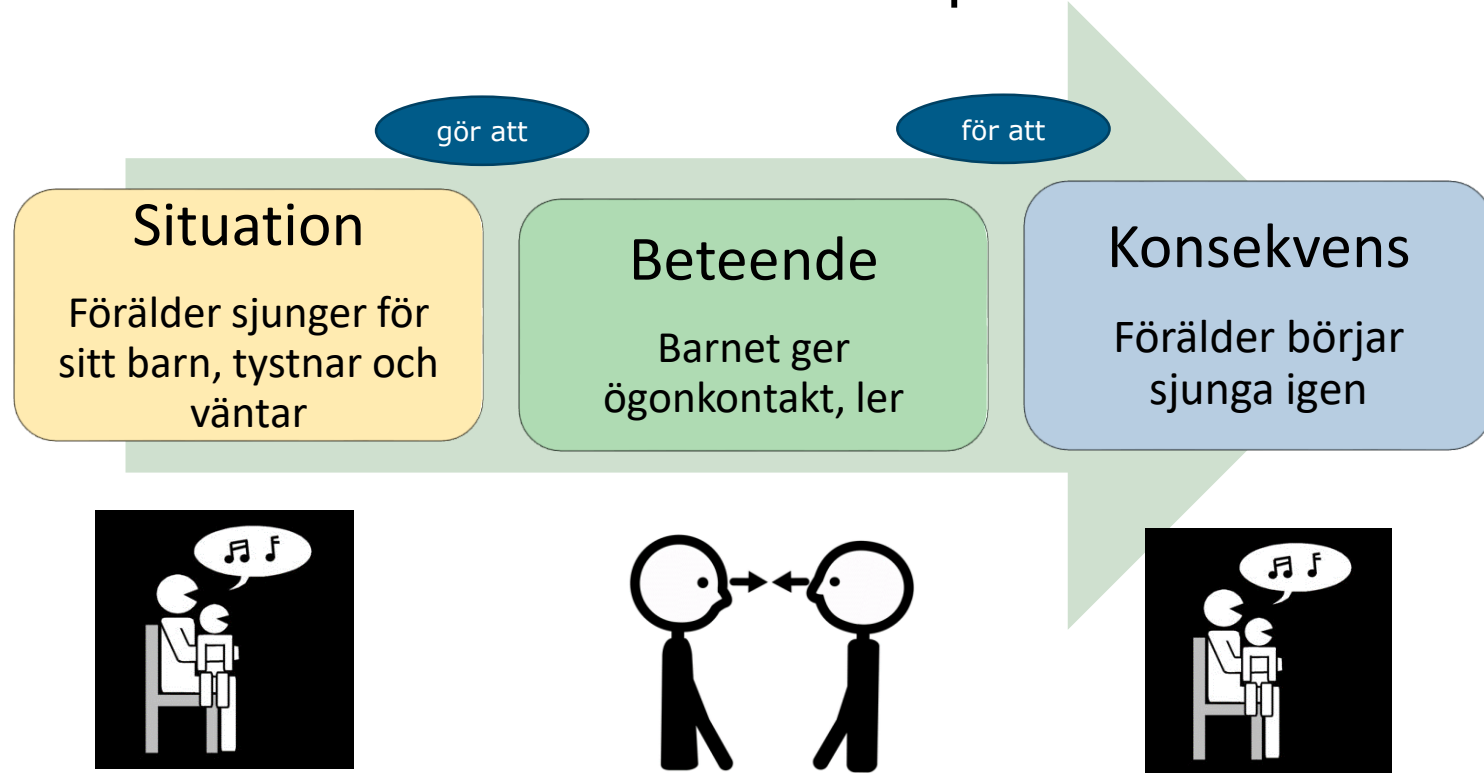 gör att
för att
Situation
Förälder sjunger för
sitt barn, tystnar och
väntar
Beteende
Barnet ger
ögonkontakt, ler
Konsekvens
Förälder börjar
sjunga igen